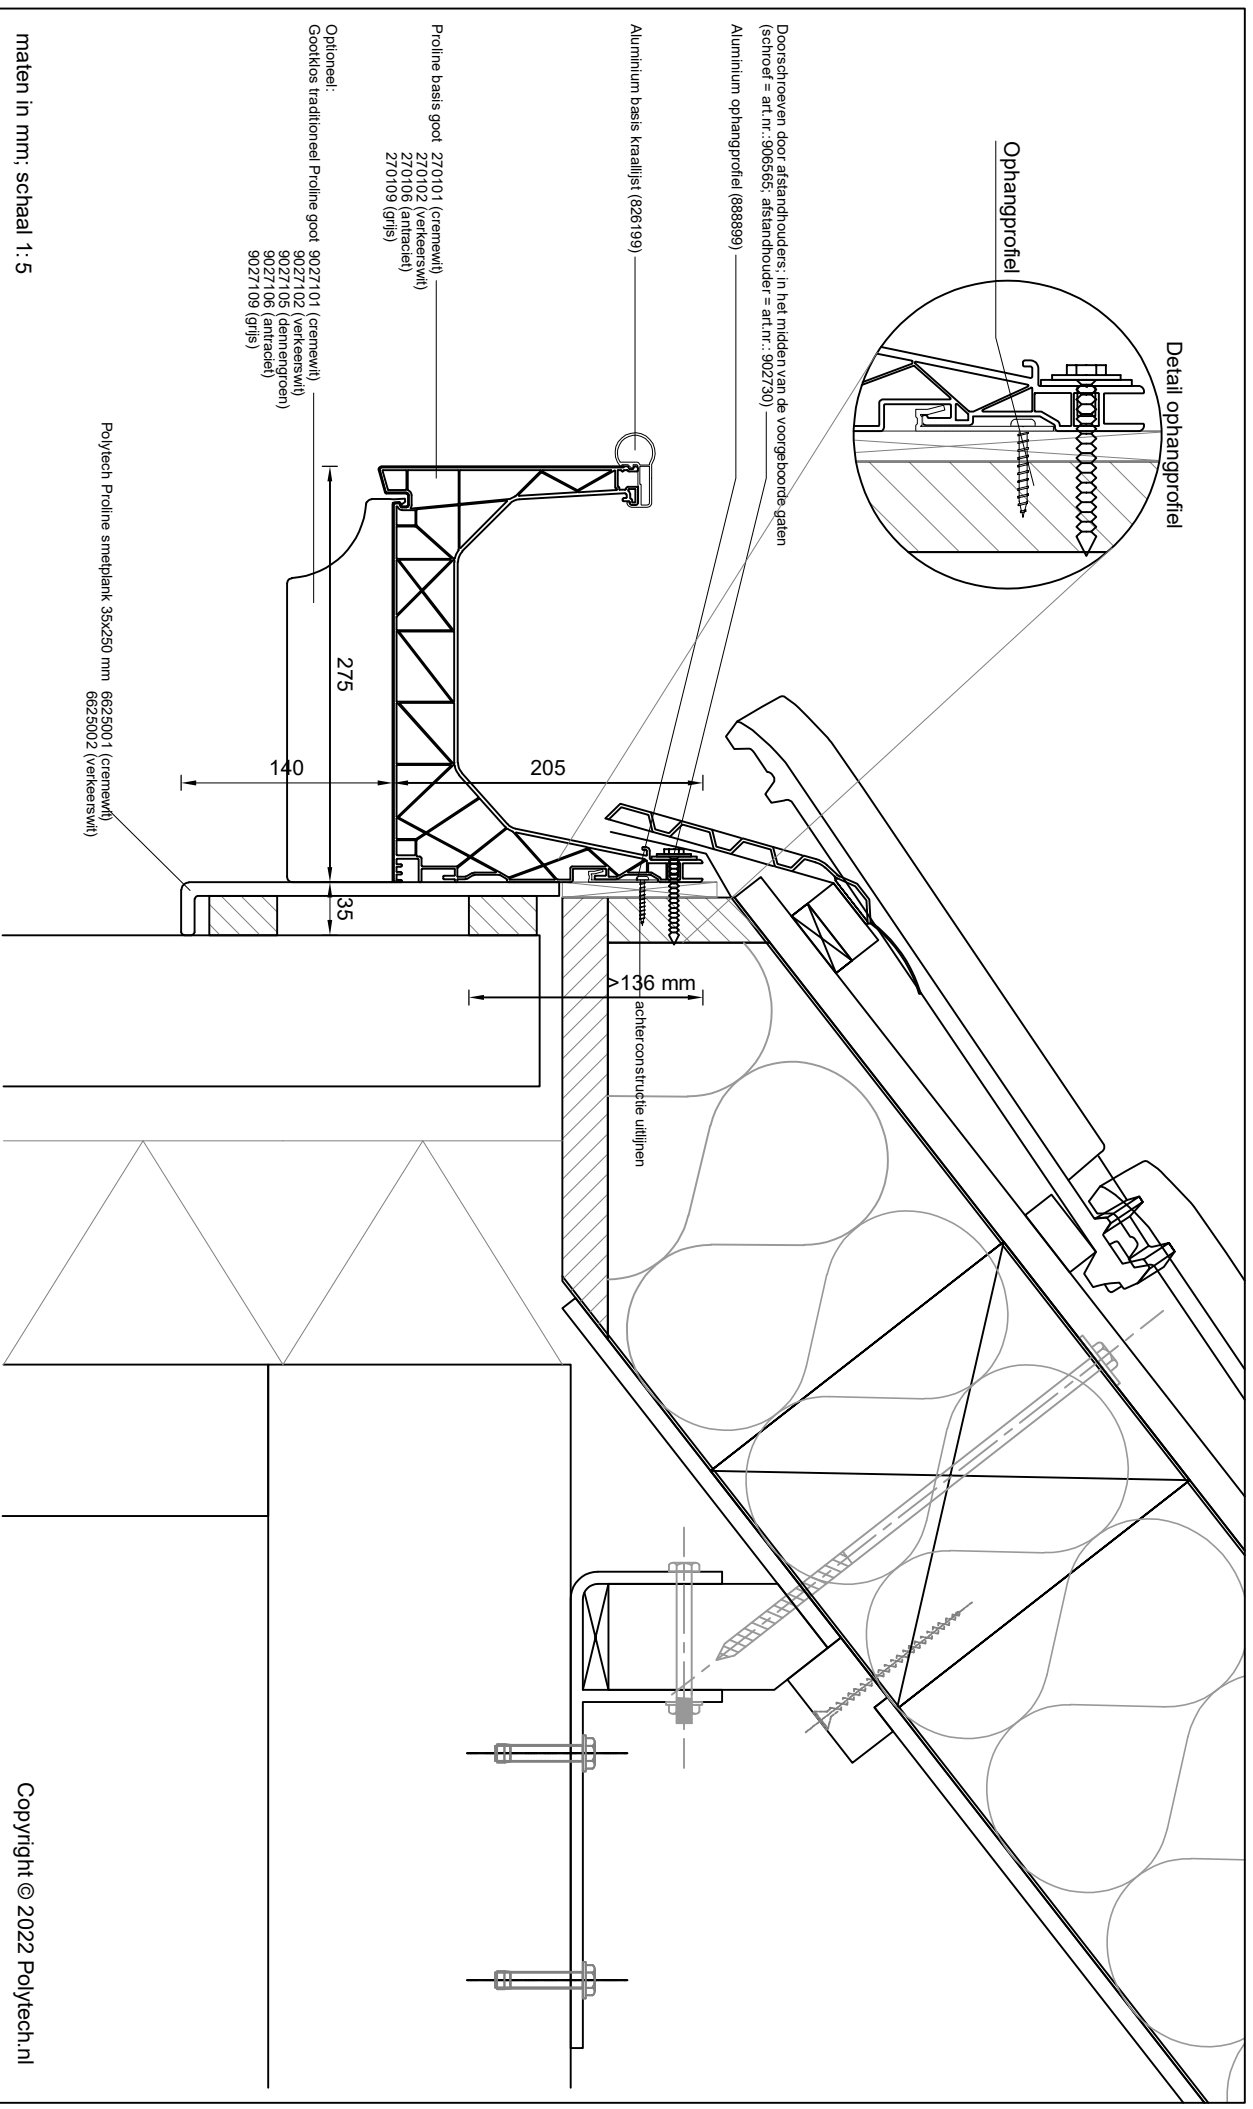 Detail ophangprofiel
Ophangprofiel
Doorschroeven door afstandhouders; in het midden van de voorgeboorde gaten
(schroef = art.nr.:906565; afstandhouder = art.nr.: 902730)
Aluminium ophangprofiel (888899)
Aluminium basis kraallijst (826199)
Proline basis goot 270101 (cremewit)
270102 (verkeerswit)
270106 (antraciet)
270109 (grijs)
Optioneel:
Gootklos traditioneel Proline goot 9027101 (cremewit)
9027102 (verkeerswit)
9027105 (dennengroen)
9027106 (antraciet)
9027109 (grijs)
Polytech Proline smetplank 35x250 mm 6625001 (cremewit)
6625002 (verkeerswit)
275
140
205
35
>136 mm
achterconstructie uitlijnen
maten in mm; schaal 1: 5
Copyright © 2022 Polytech.nl